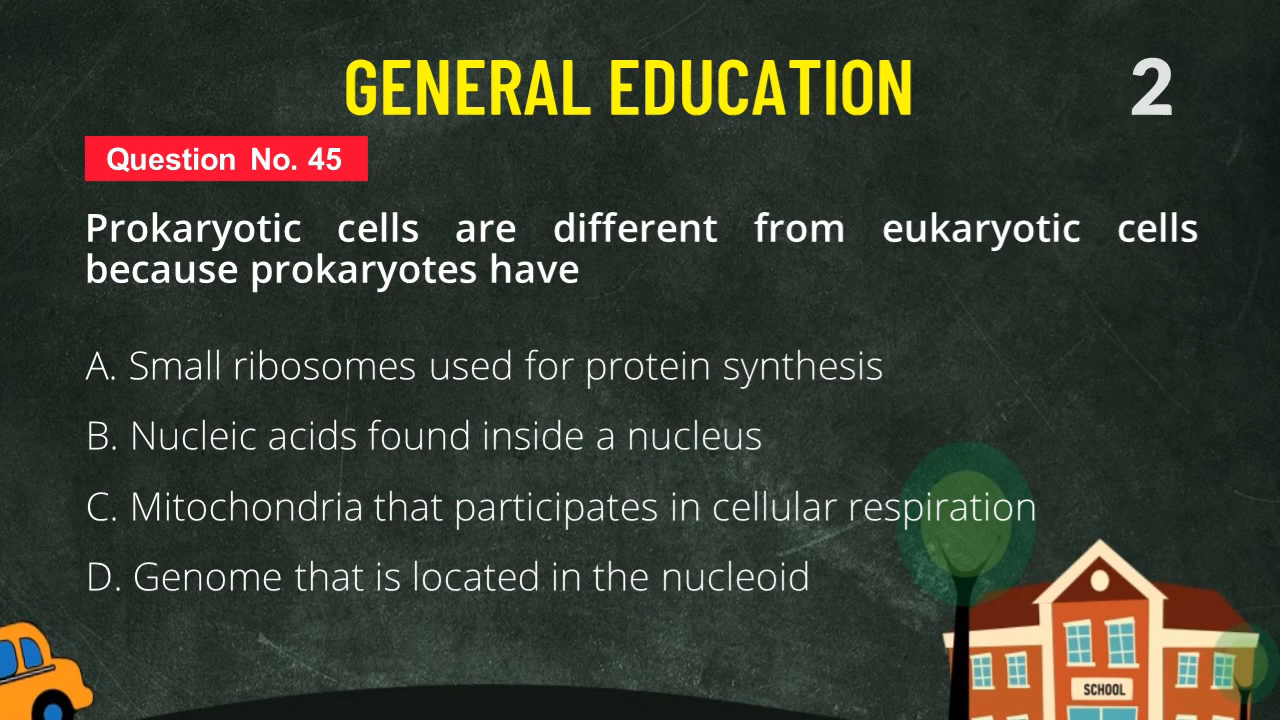 GENERAL EDUCATION
2
Question No. 45
Prokaryotic cells are different from eukaryotic cells
because prokaryotes have
A. Small ribosomes used for protein synthesis
B. Nucleic acids found inside a nucleus
C. Mitochondria that participates in cellular respiration
D. Genome that is located in the nucleoid
SCHOOL